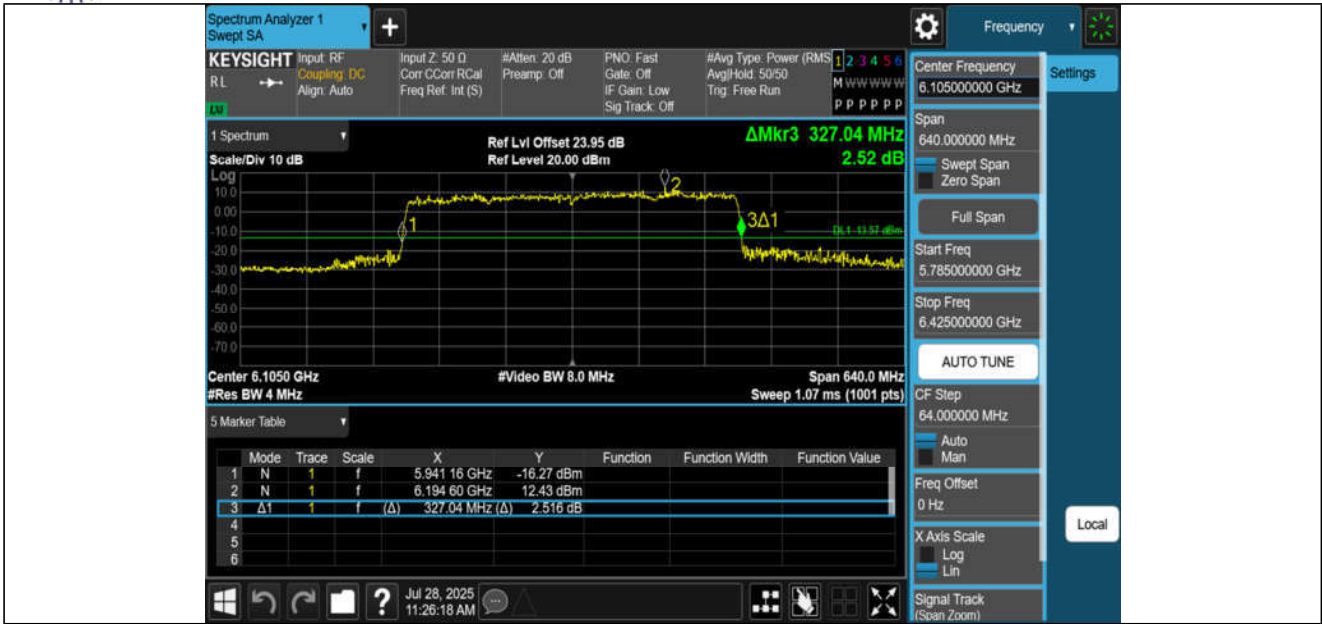 Spectrum Analyzer 1
Swept SA
Frequency
KEYSIGHT
RL
LXI
Input: RF
Coupling: DC
Align: Auto
Input Z: 50 Ω
Corr CCorr RCal
Freq Ref: Int (S)
#Atten: 20 dB
Preamp: Off
PNO: Fast
Gate: Off
IF Gain: Low
Sig Track: Off
#Avg Type: Power (RMS
Avg|Hold: 50/50
Trig: Free Run
1 2 3 4 5 6
M W W W W W
P P P P P P
1 Spectrum
Scale/Div 10 dB
Log
Ref Lvl Offset 23.95 dB
Ref Level 20.00 dBm
ΔMkr3 327.04 MHz
2.52 dB
10.0
0.00
-10.0
-20.0
-30.0
-40.0
-50.0
-60.0
-70.0
1
2
3Δ1
DL1 -13.57 dBm
Center 6.1050 GHz
#Video BW 8.0 MHz
Span 640.0 MHz
#Res BW 4 MHz
Sweep 1.07 ms (1001 pts)
5 Marker Table
Mode Trace Scale X Y Function Function Width Function Value
1 N 1 f 5.941 16 GHz -16.27 dBm
2 N 1 f 6.194 60 GHz 12.43 dBm
3 Δ1 1 f (Δ) 327.04 MHz (Δ) 2.516 dB
4
5
6
?
Jul 28, 2025
11:26:18 AM
Center Frequency
6.105000000 GHz
Settings
Span
640.000000 MHz
Swept Span
Zero Span
Full Span
Start Freq
5.785000000 GHz
Stop Freq
6.425000000 GHz
AUTO TUNE
CF Step
64.000000 MHz
Auto
Man
Freq Offset
0 Hz
X Axis Scale
Log
Lin
Local
Signal Track
(Span Zoom)